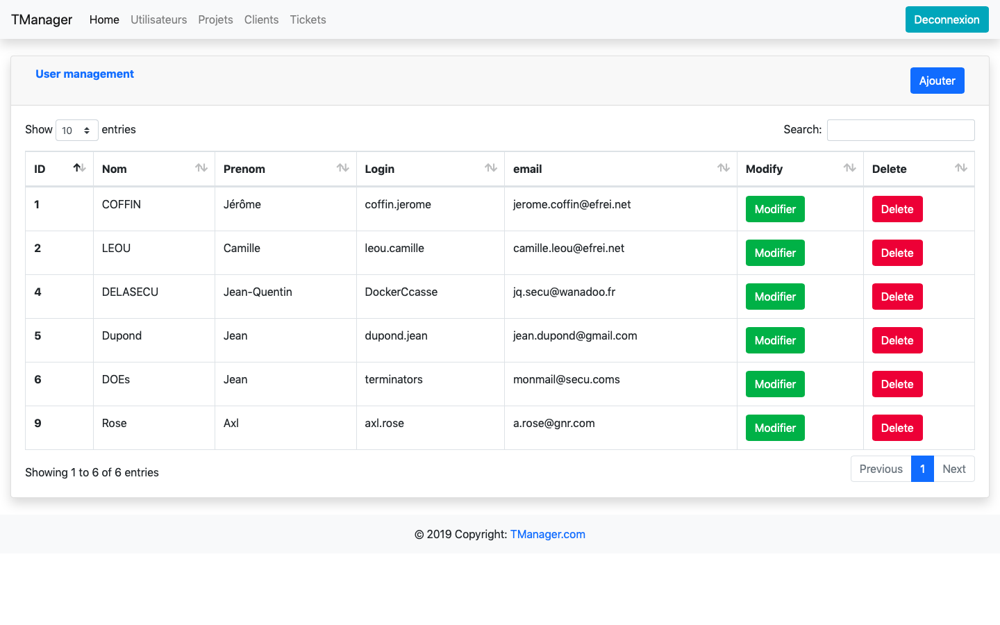 TManager Home Utilisateurs Projets Clients Tickets Deconnexion
User management Ajouter
Show 10 entries Search:
ID Nom Prenom Login email Modify Delete
1 COFFIN Jérôme coffin.jerome jerome.coffin@efrei.net Modifier Delete
2 LEOU Camille leou.camille camille.leou@efrei.net Modifier Delete
4 DELASECU Jean-Quentin DockerCcasse jq.secu@wanadoo.fr Modifier Delete
5 Dupond Jean dupond.jean jean.dupond@gmail.com Modifier Delete
6 DOEs Jean terminators monmail@secu.coms Modifier Delete
9 Rose Axl axl.rose a.rose@gnr.com Modifier Delete
Showing 1 to 6 of 6 entries Previous 1 Next
© 2019 Copyright: TManager.com